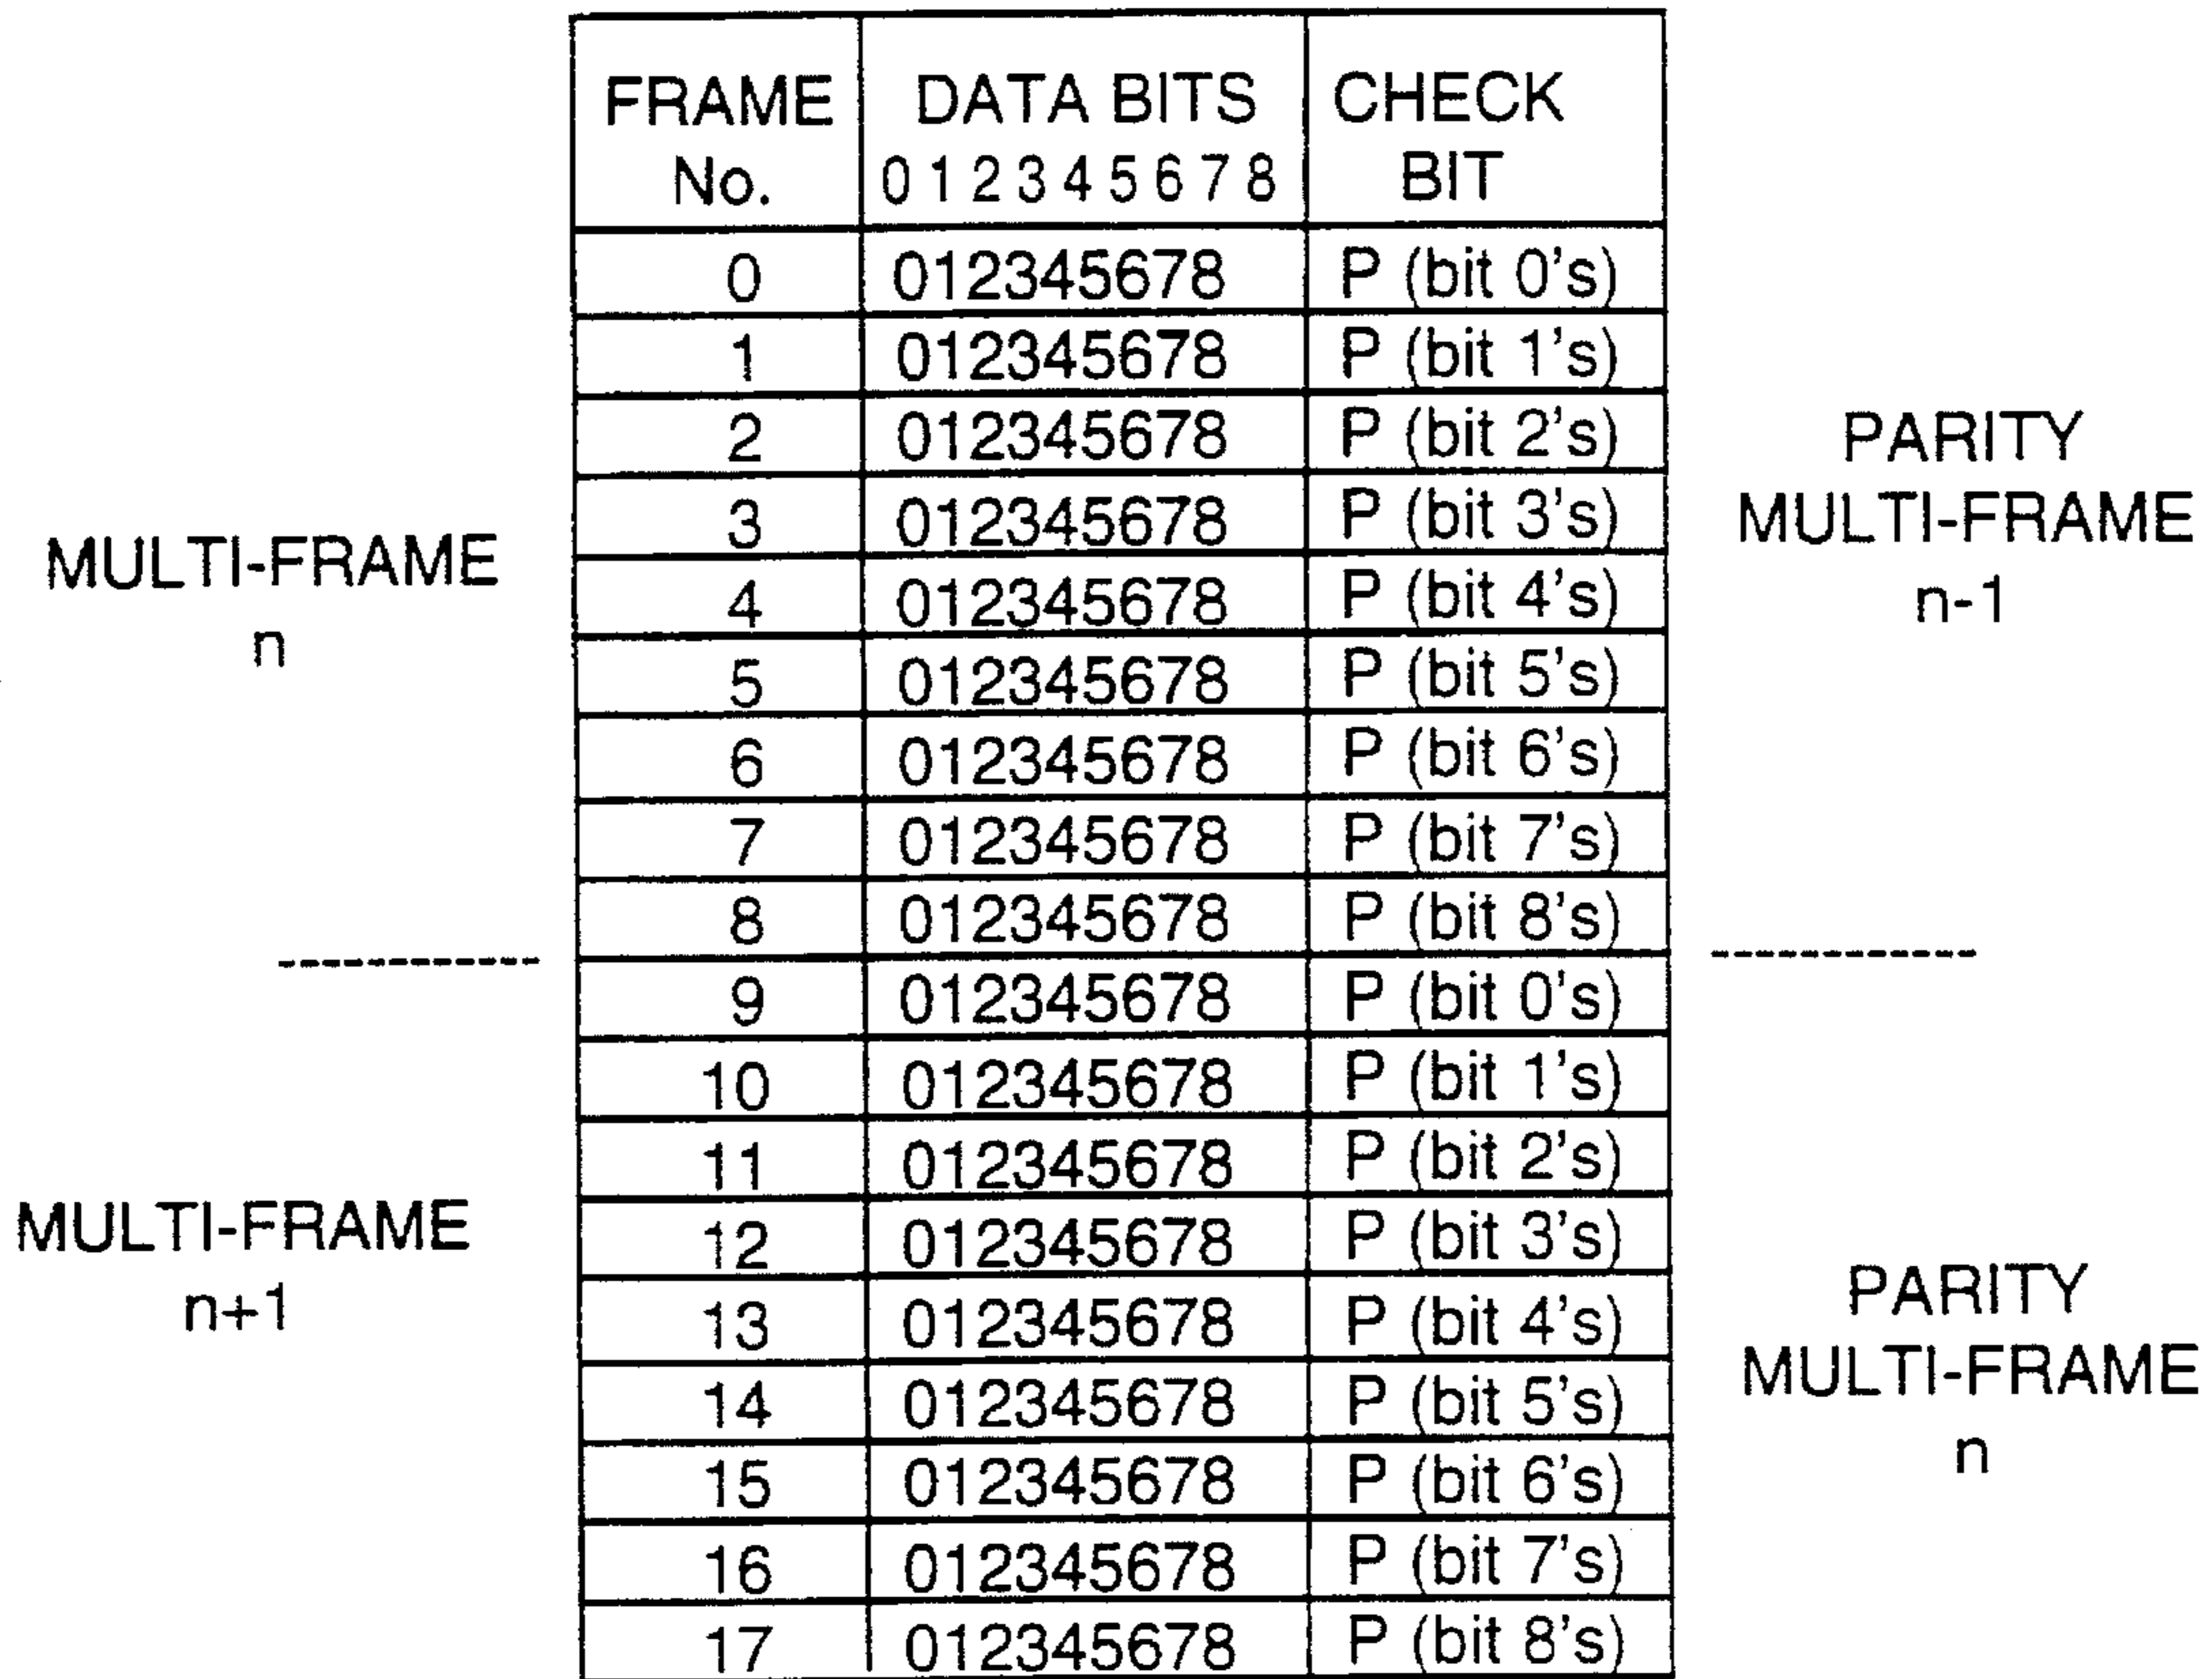 FRAME No. DATA BITS 0 1 2 3 4 5 6 7 8 CHECK BIT
0 012345678 P (bit 0's)
1 012345678 P (bit 1's)
2 012345678 P (bit 2's)
3 012345678 P (bit 3's)
4 012345678 P (bit 4's)
5 012345678 P (bit 5's)
6 012345678 P (bit 6's)
7 012345678 P (bit 7's)
8 012345678 P (bit 8's)
9 012345678 P (bit 0's)
10 012345678 P (bit 1's)
11 012345678 P (bit 2's)
12 012345678 P (bit 3's)
13 012345678 P (bit 4's)
14 012345678 P (bit 5's)
15 012345678 P (bit 6's)
16 012345678 P (bit 7's)
17 012345678 P (bit 8's)
MULTI-FRAME
n
MULTI-FRAME
n+1
PARITY
MULTI-FRAME
n-1
PARITY
MULTI-FRAME
n